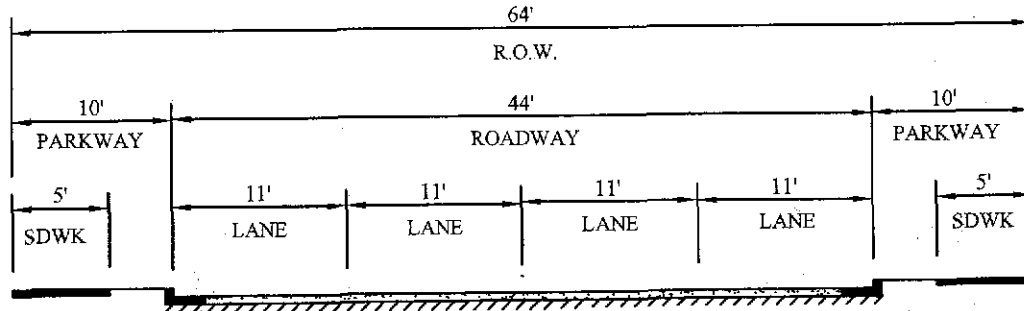 64'
R.O.W.
10' 44' 10'
PARKWAY ROADWAY PARKWAY
5' 11' 11' 11' 11' 5'
SDWK LANE LANE LANE LANE SDWK